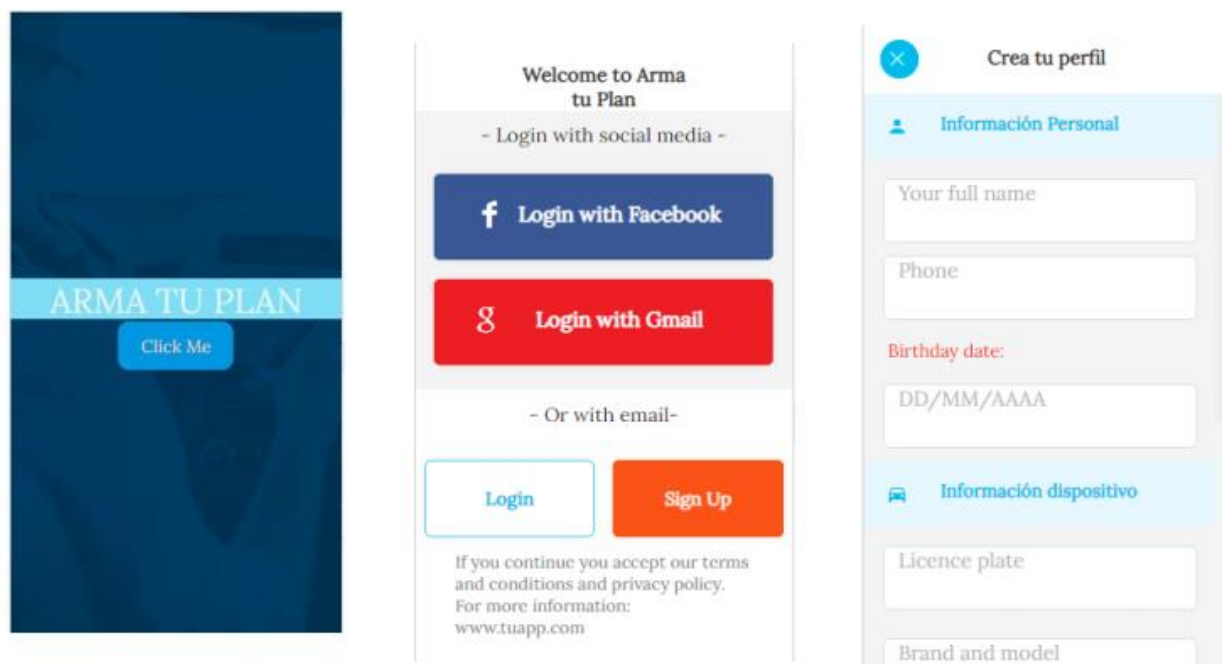 ARMA TU PLAN
Click Me
Welcome to Arma
tu Plan
- Login with social media -
f Login with Facebook
g Login with Gmail
- Or with email-
Login
Sign Up
If you continue you accept our terms
and conditions and privacy policy.
For more information:
www.tuapp.com
Crea tu perfil
Información Personal
Your full name
Phone
Birthday date:
DD/MM/AAAA
Información dispositivo
Licence plate
Brand and model